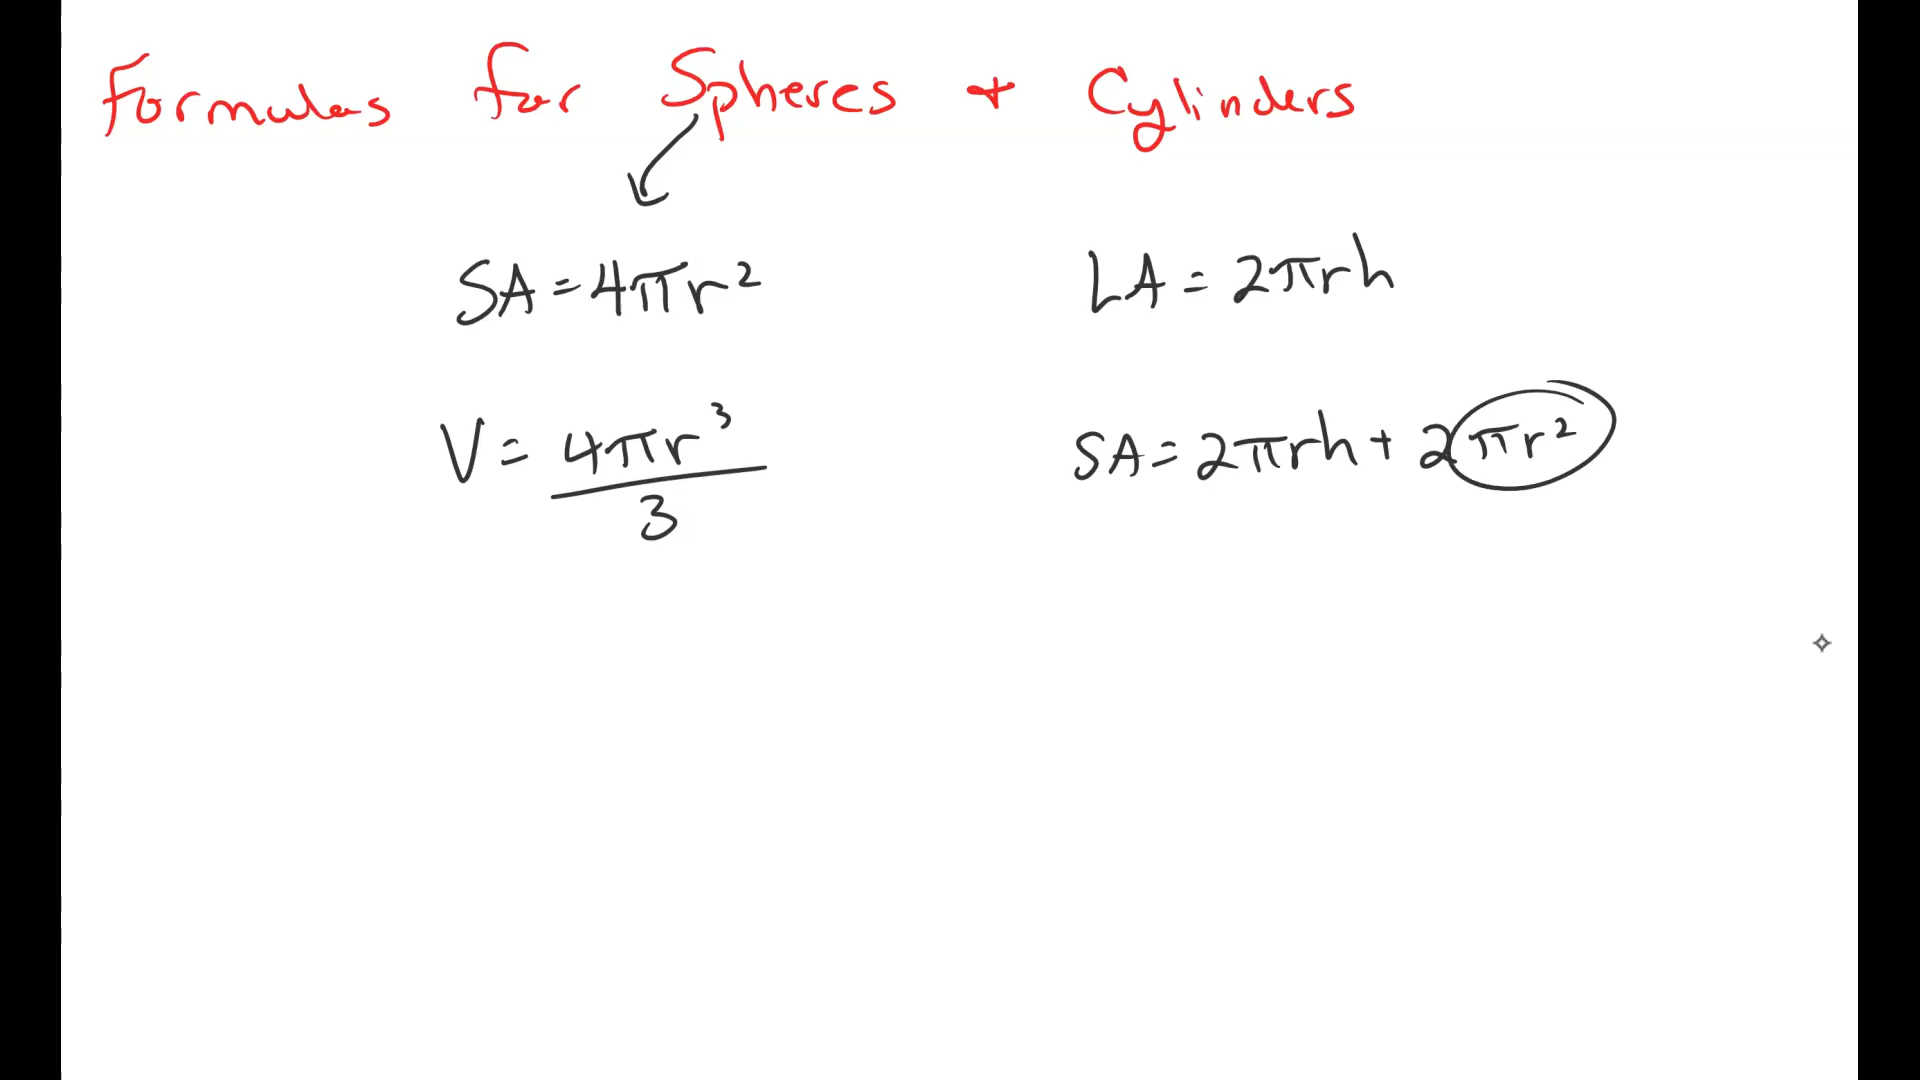 Formulas for Spheres + Cylinders
SA = 4πr²
V = 4πr³
3
LA = 2πrh
SA = 2πrh + 2πr²